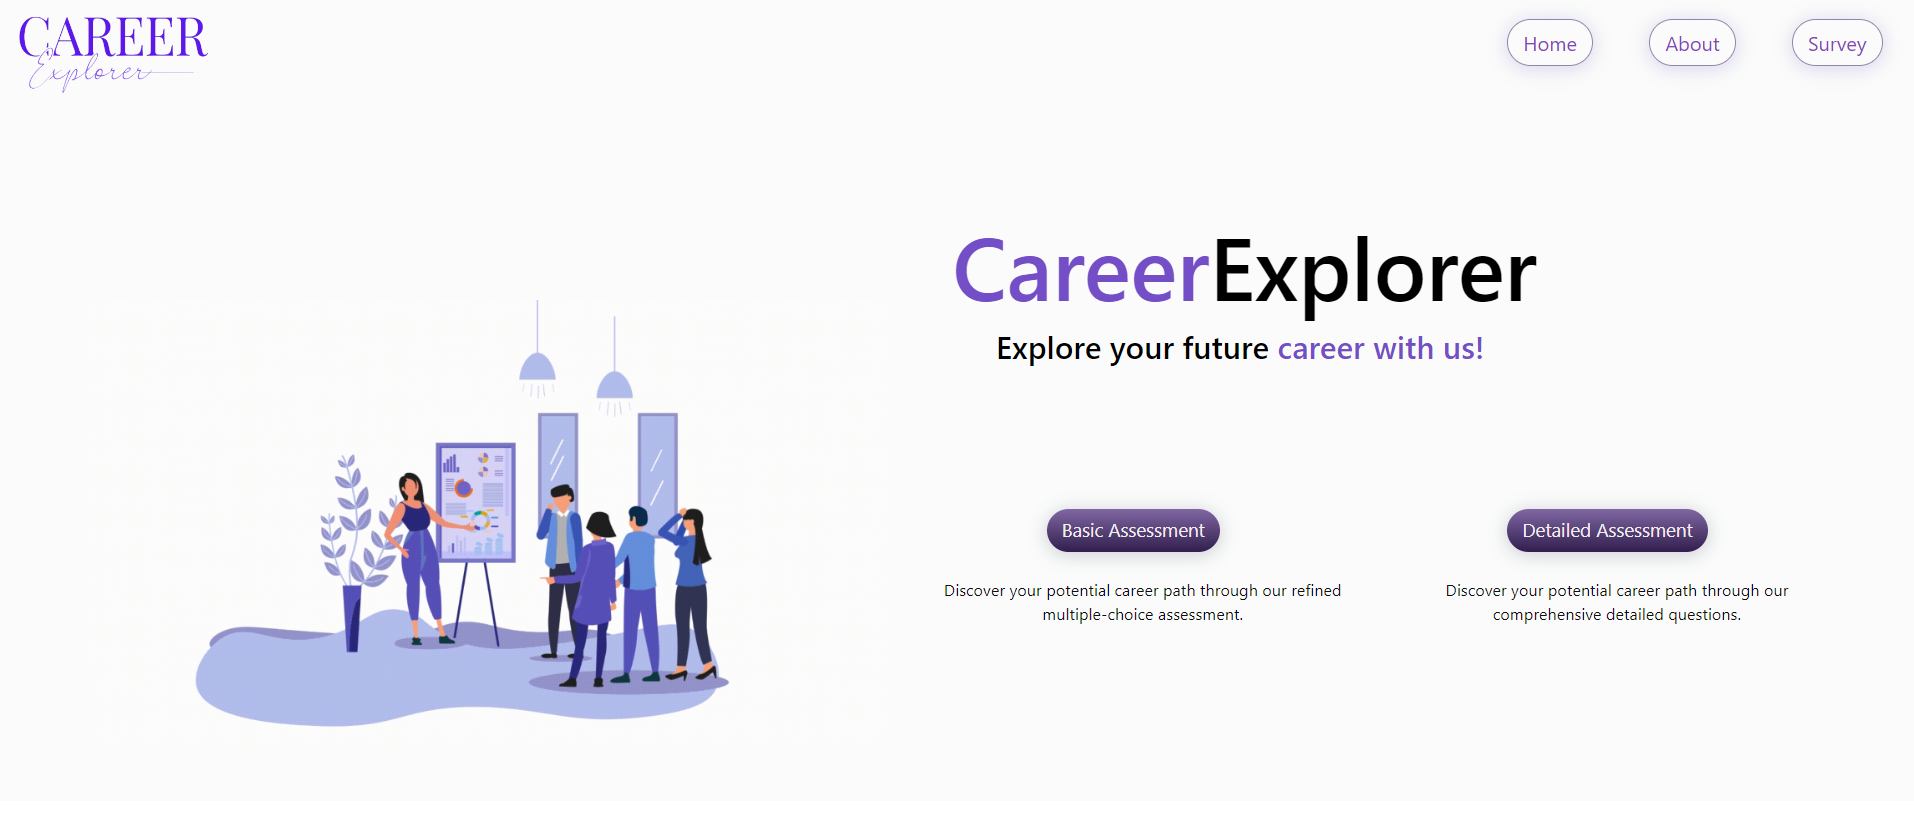 CAREER
Explorer
Home
About
Survey
CareerExplorer
Explore your future career with us!
Basic Assessment
Discover your potential career path through our refined
multiple-choice assessment.
Detailed Assessment
Discover your potential career path through our
comprehensive detailed questions.